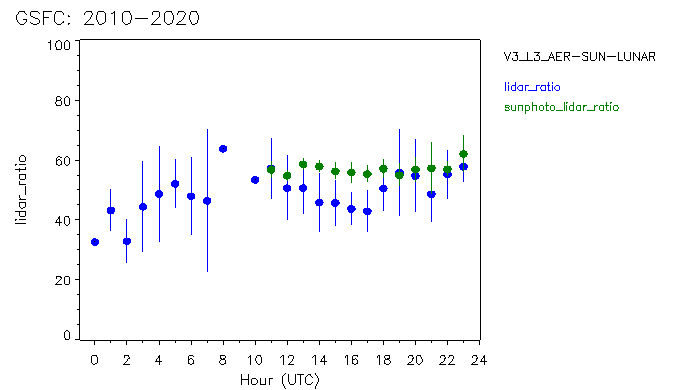 GSFC: 2010-2020
V3_L3_AER-SUN-LUNAR
lidar_ratio
sunphoto_lidar_ratio
100
80
60
40
20
0
lidar_ratio
0 2 4 6 8 10 12 14 16 18 20 22 24
Hour (UTC)